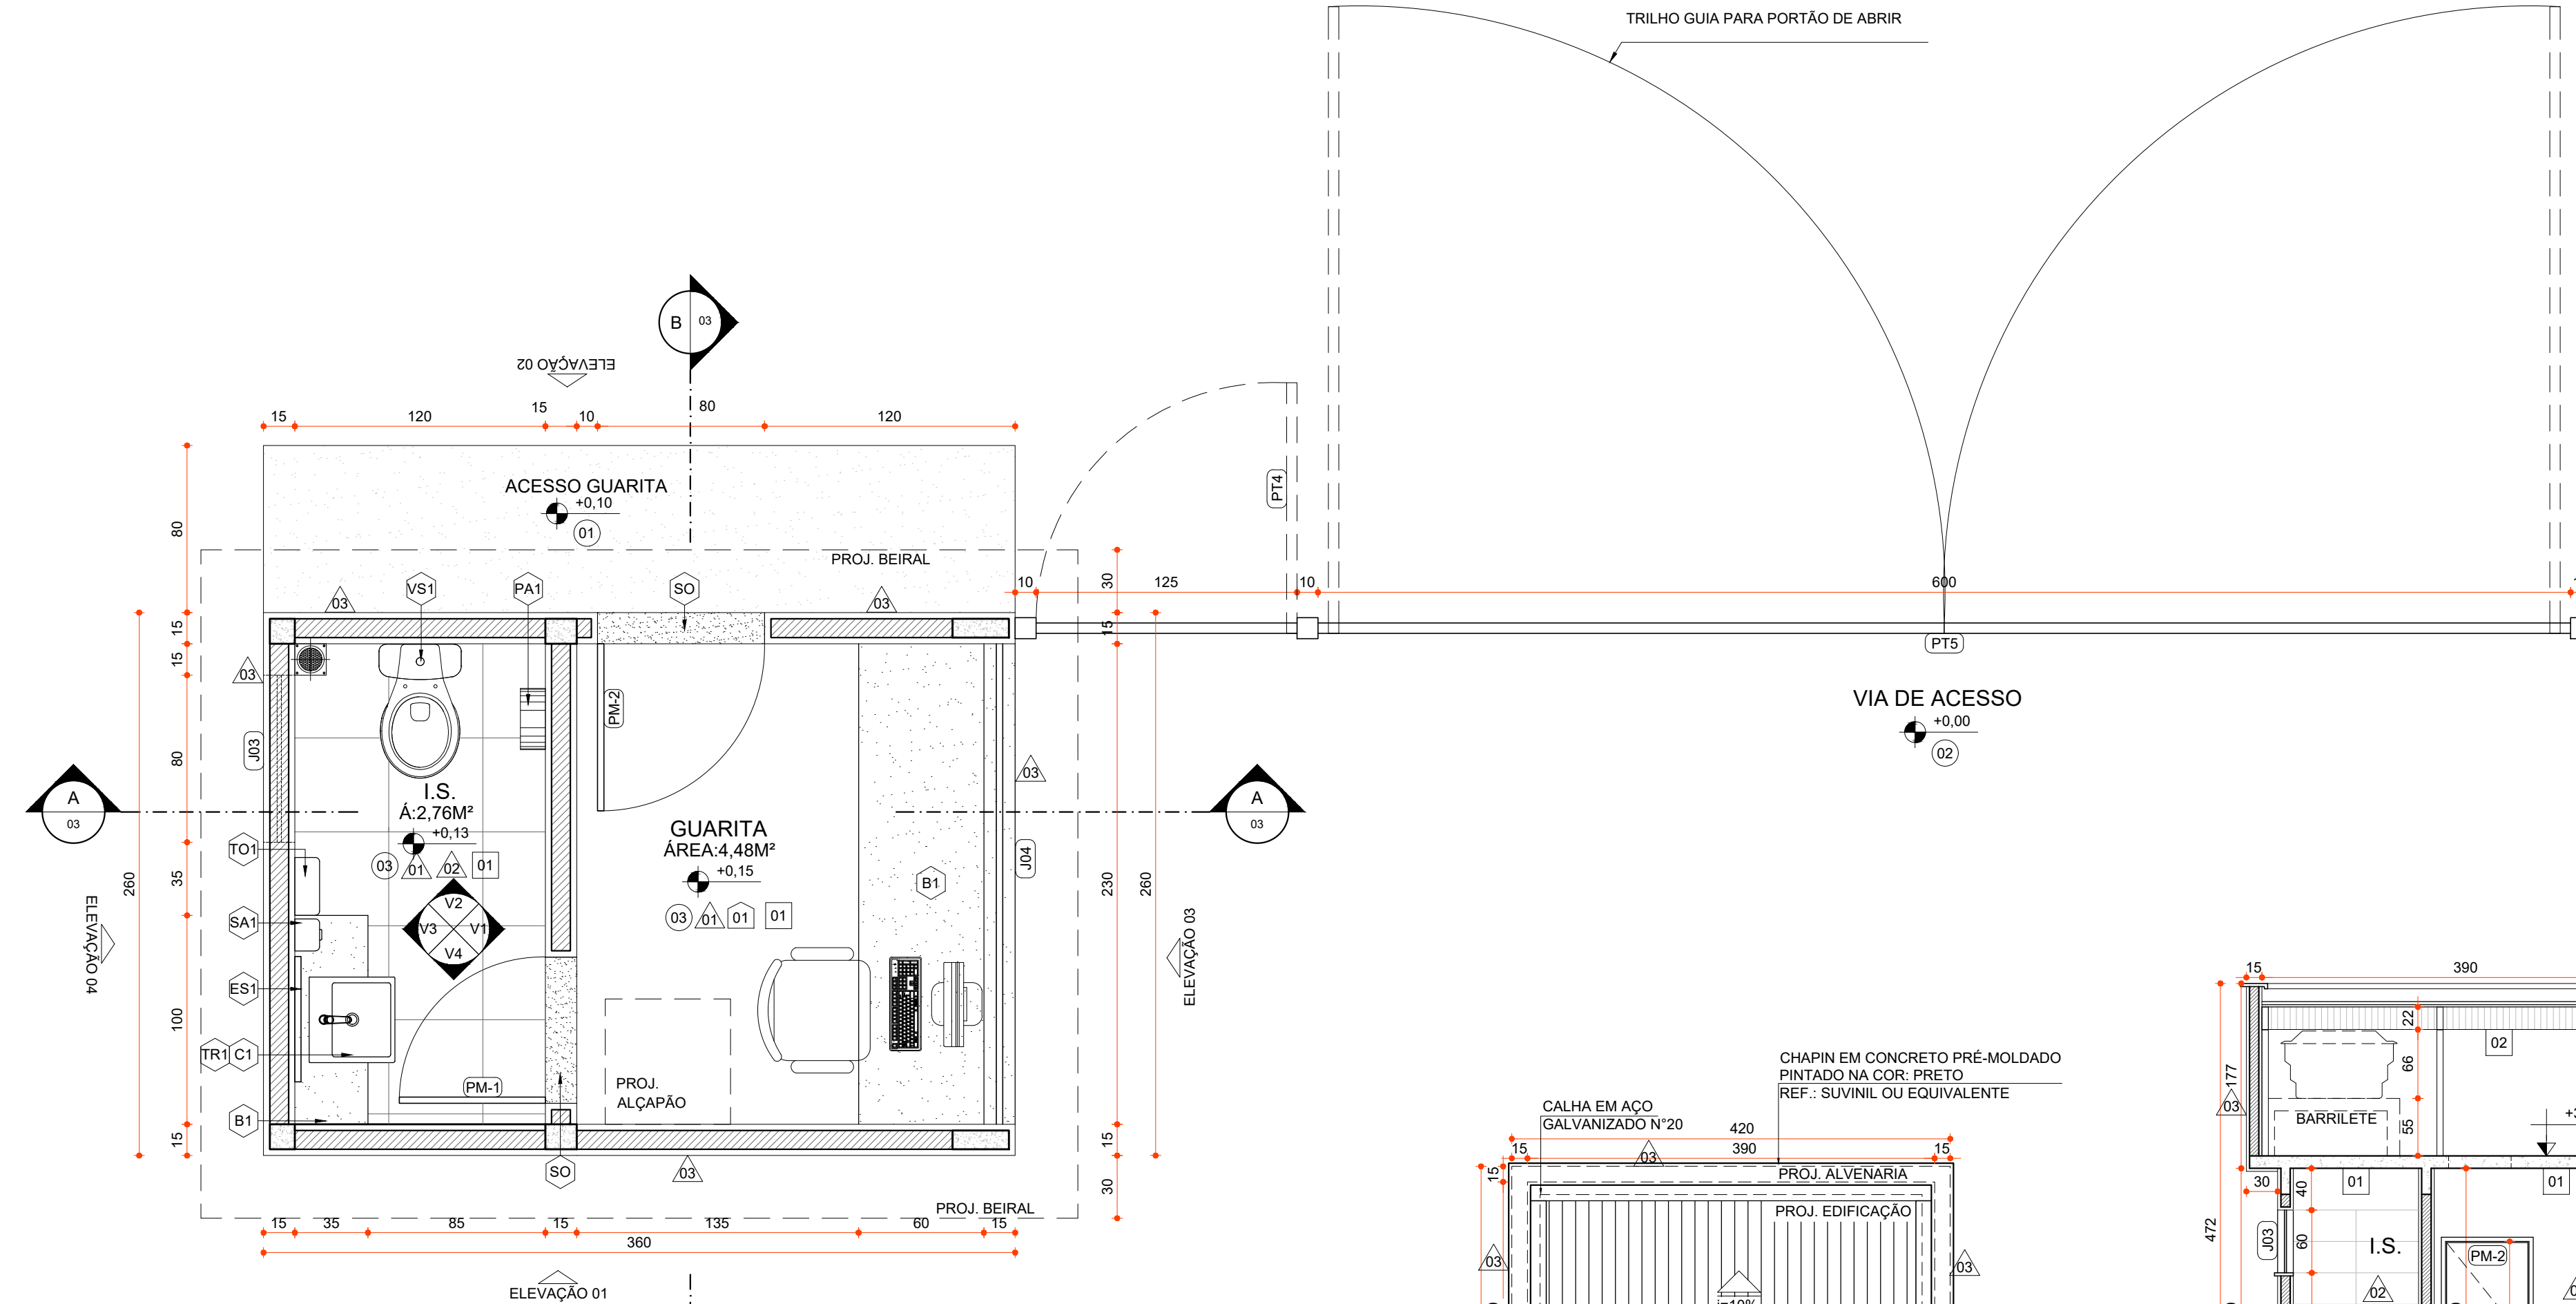 TRILHO GUIA PARA PORTÃO DE ABRIR
B 03
ELEVAÇÃO 02
15 120 15 10 80 120
ACESSO GUARITA
+0,10
01
80
PROJ. BEIRAL
PT4
10 125 10 600
30
03 VS1 PA1 SO 03
15
15
15
PT5
03
PM-2
VIA DE ACESSO
+0,00
02
J03
80
03
A
03
I.S.
Á:2,76M²
+0,13
03 01 02 01
GUARITA
ÁREA:4,48M²
+0,15
03 01 01 01
A
03
TO1
J04
B1
260
35
230
260
V2
V3 V1
V4
SA1
ELEVAÇÃO 04
ELEVAÇÃO 03
ES1
100
TR1 C1
PM-1
PROJ.
ALÇAPÃO
B1
15
15
SO
03
30
PROJ. BEIRAL
15 35 85 15 135 60 15
360
ELEVAÇÃO 01
CHAPIN EM CONCRETO PRÉ-MOLDADO
PINTADO NA COR: PRETO
REF.: SUVINIL OU EQUIVALENTE
CALHA EM AÇO
GALVANIZADO N°20
420
15 390 15
03
15
PROJ. ALVENARIA
PROJ. EDIFICAÇÃO
03
03
i=10%
15 390
22
02
66
177
03
BARRILETE
55
30
40
01
01
472
J03
60
I.S.
PM-2
02